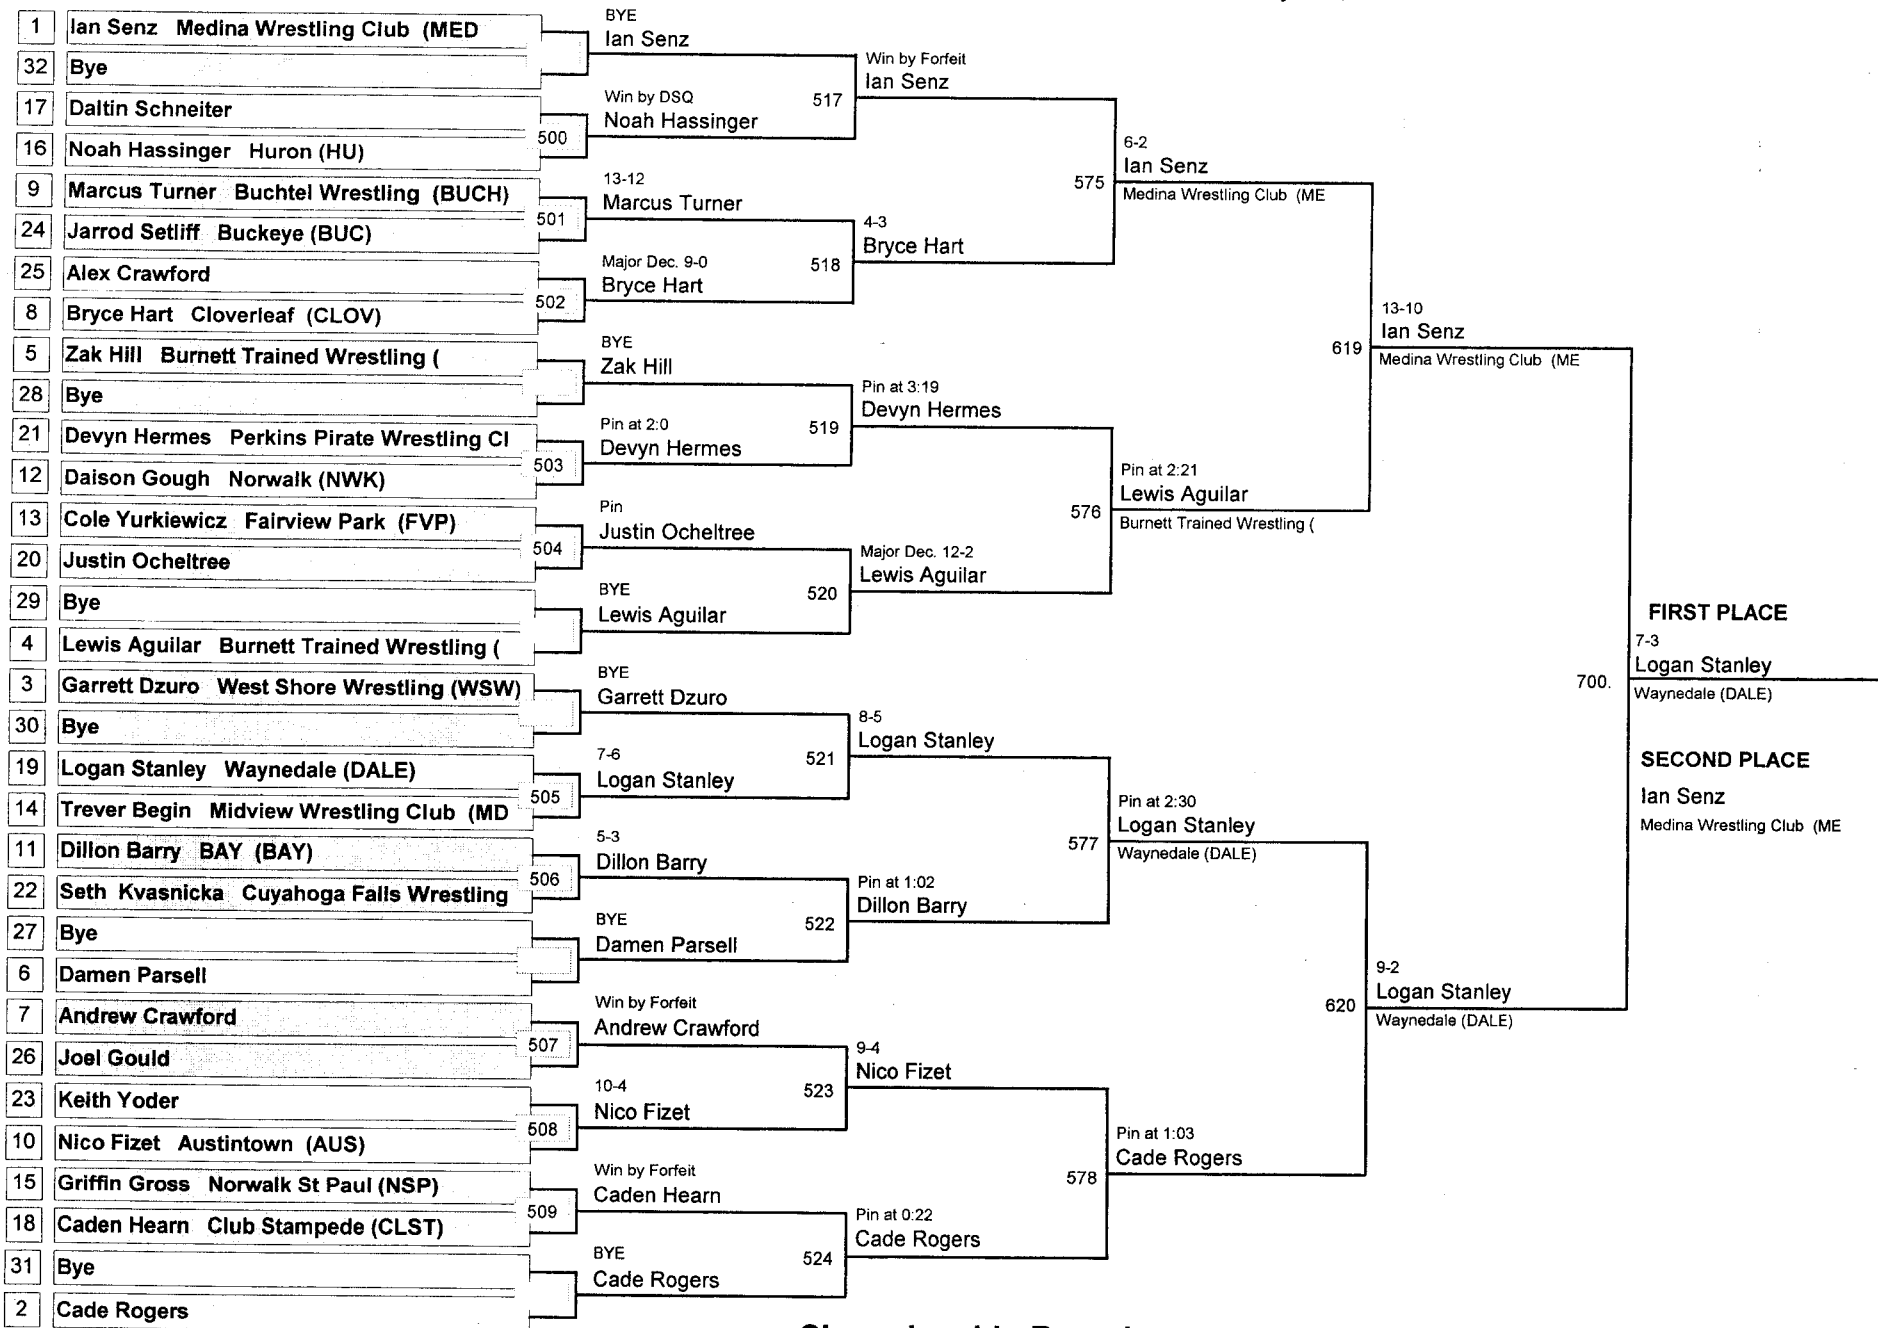 1 Ian Senz Medina Wrestling Club (MED
32 Bye
17 Daltin Schneiter
16 Noah Hassinger Huron (HU)
9 Marcus Turner Buchtel Wrestling (BUCH)
24 Jarrod Setliff Buckeye (BUC)
25 Alex Crawford
8 Bryce Hart Cloverleaf (CLOV)
5 Zak Hill Burnett Trained Wrestling (
28 Bye
21 Devyn Hermes Perkins Pirate Wrestling Cl
12 Daison Gough Norwalk (NWK)
13 Cole Yurkiewicz Fairview Park (FVP)
20 Justin Ocheltree
29 Bye
4 Lewis Aguilar Burnett Trained Wrestling (
3 Garrett Dzuro West Shore Wrestling (WSW)
30 Bye
19 Logan Stanley Waynedale (DALE)
14 Trever Begin Midview Wrestling Club (MD
11 Dillon Barry BAY (BAY)
22 Seth Kvasnicka Cuyahoga Falls Wrestling
27 Bye
6 Damen Parsell
7 Andrew Crawford
26 Joel Gould
23 Keith Yoder
10 Nico Fizet Austintown (AUS)
15 Griffin Gross Norwalk St Paul (NSP)
18 Caden Hearn Club Stampede (CLST)
31 Bye
2 Cade Rogers
500
501
502
503
504
505
506
507
508
509
BYE
Ian Senz
Win by DSQ
Noah Hassinger
13-12
Marcus Turner
Major Dec. 9-0
Bryce Hart
BYE
Zak Hill
Pin at 2:0
Devyn Hermes
Pin
Justin Ocheltree
BYE
Lewis Aguilar
BYE
Garrett Dzuro
7-6
Logan Stanley
5-3
Dillon Barry
BYE
Damen Parsell
Win by Forfeit
Andrew Crawford
10-4
Nico Fizet
Win by Forfeit
Caden Hearn
BYE
Cade Rogers
517
518
519
520
521
522
523
524
Win by Forfeit
Ian Senz
4-3
Bryce Hart
Pin at 3:19
Devyn Hermes
Major Dec. 12-2
Lewis Aguilar
8-5
Logan Stanley
Pin at 1:02
Dillon Barry
9-4
Nico Fizet
Pin at 0:22
Cade Rogers
575
576
577
578
6-2
Ian Senz
Medina Wrestling Club (ME
Pin at 2:21
Lewis Aguilar
Burnett Trained Wrestling (
Pin at 2:30
Logan Stanley
Waynedale (DALE)
Pin at 1:03
Cade Rogers
619
620
13-10
Ian Senz
Medina Wrestling Club (ME
9-2
Logan Stanley
Waynedale (DALE)
700.
FIRST PLACE
7-3
Logan Stanley
Waynedale (DALE)
SECOND PLACE
Ian Senz
Medina Wrestling Club (ME